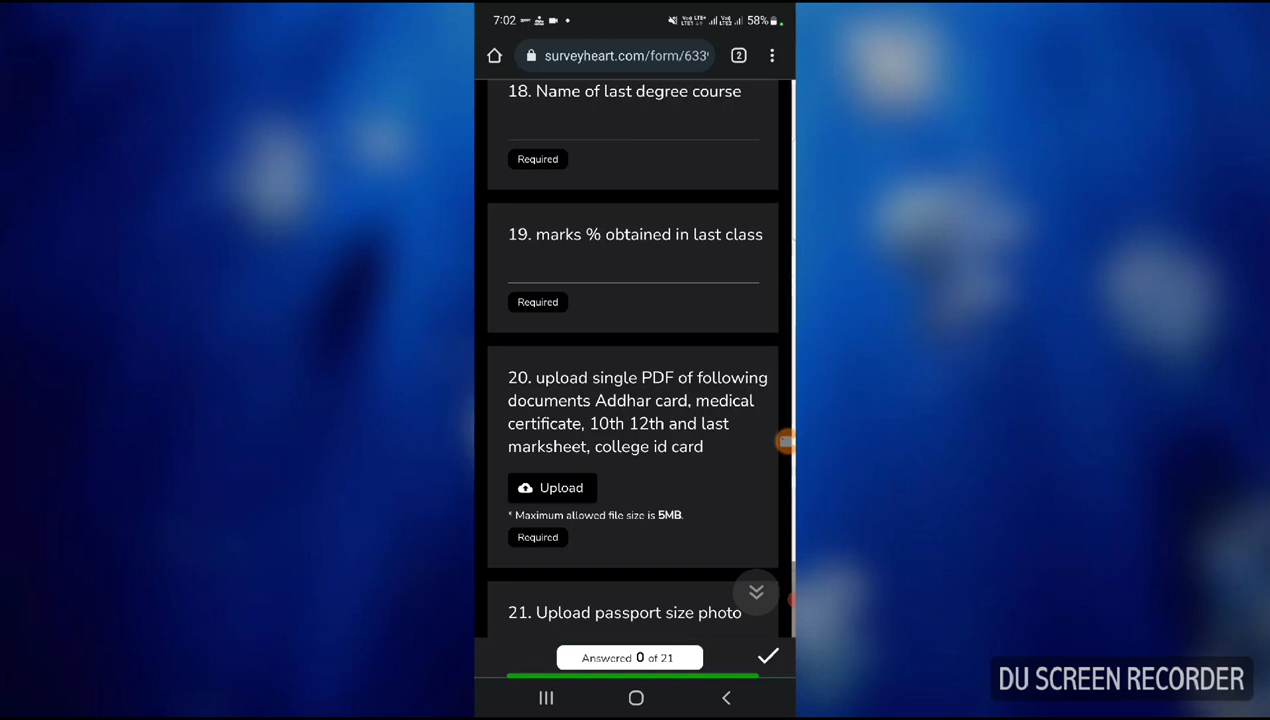 7:02
58%
surveyheart.com/form/633
2
18. Name of last degree course
Required
19. marks % obtained in last class
Required
20. upload single PDF of following
documents Addhar card, medical
certificate, 10th 12th and last
marksheet, college id card
Upload
* Maximum allowed file size is 5MB.
Required
21. Upload passport size photo
Answered 0 of 21
DU SCREEN RECORDER